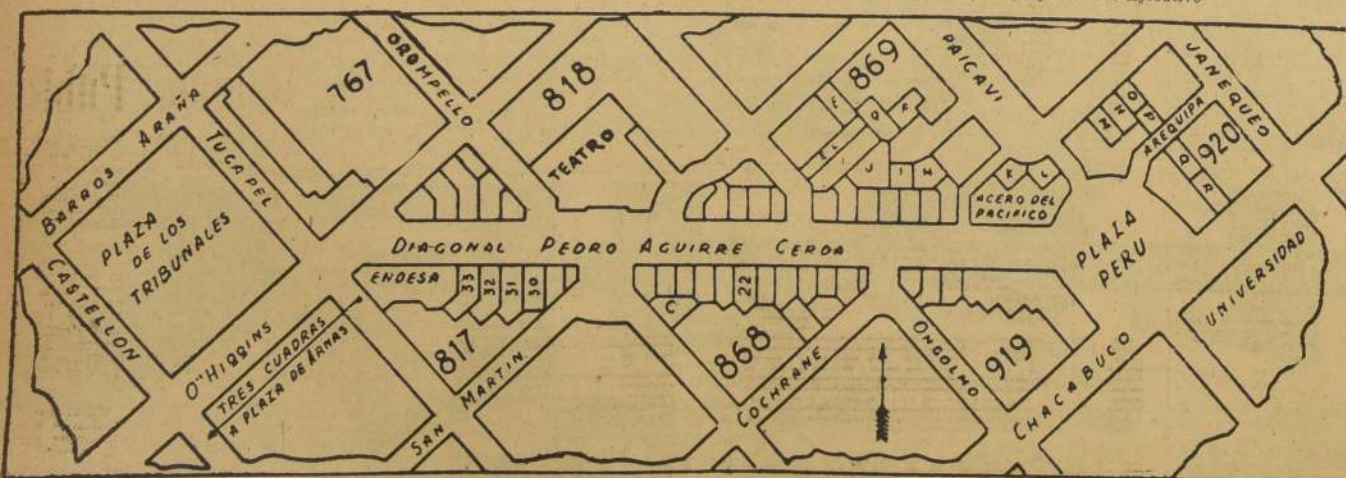 BARROS ARAÑA
TUCAPEL
767
OROMPELLO
818
TEATRO
869
PAICAVI
JANEQUEO
E
Q
F
E L
I
J
I
H
K
L
ACERO DEL
PACIFICO
N
Ñ
O
P
AREQUIPA
920
Q
R
PLAZA
DE LOS
TRIBUNALES
CASTELLON
DIAGONAL PEDRO AGUIRRE CERDA
PLAZA
PERU
UNIVERSIDAD
ENDESA
33
32
31
30
C
22
O"HIGGINS
TRES CUADRAS
A PLAZA DE ARMAS
817
SAN MARTIN
868
COCHRANE
ONGOLMO
919
CHACABUCO